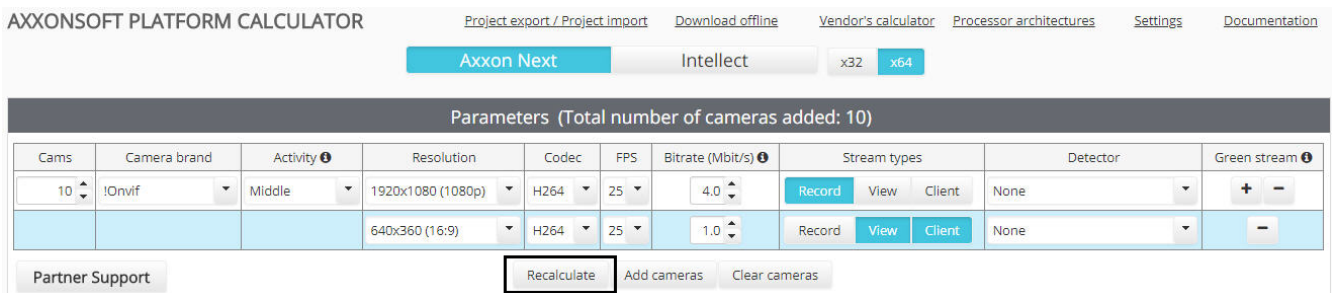 AXXONSOFT PLATFORM CALCULATOR Project export / Project import Download offline Vendor's calculator Processor architectures Settings Documentation
Axxon Next Intellect x32 x64
Parameters (Total number of cameras added: 10)
Cams Camera brand Activity Resolution Codec FPS Bitrate (Mbit/s) Stream types Detector Green stream
10 !Onvif Middle 1920x1080 (1080p) H264 25 4.0 Record View Client None + −
640x360 (16:9) H264 25 1.0 Record View Client None −
Partner Support Recalculate Add cameras Clear cameras